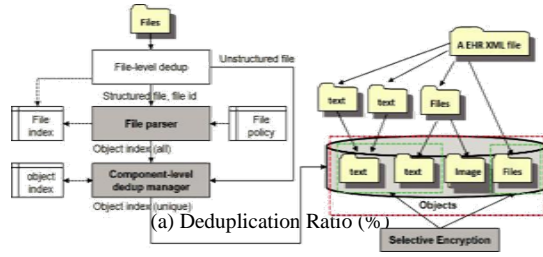 Files
File-level dedup
Unstructured file
Structured file, file id
File
index
File parser
File
policy
Object index (all)
object
index
Component-level
dedup manager
Object index (unique)
(a) Deduplication Ratio (%)
A EHR XML file
text
text
Files
text
text
Image
Files
Objects
Selective Encryption